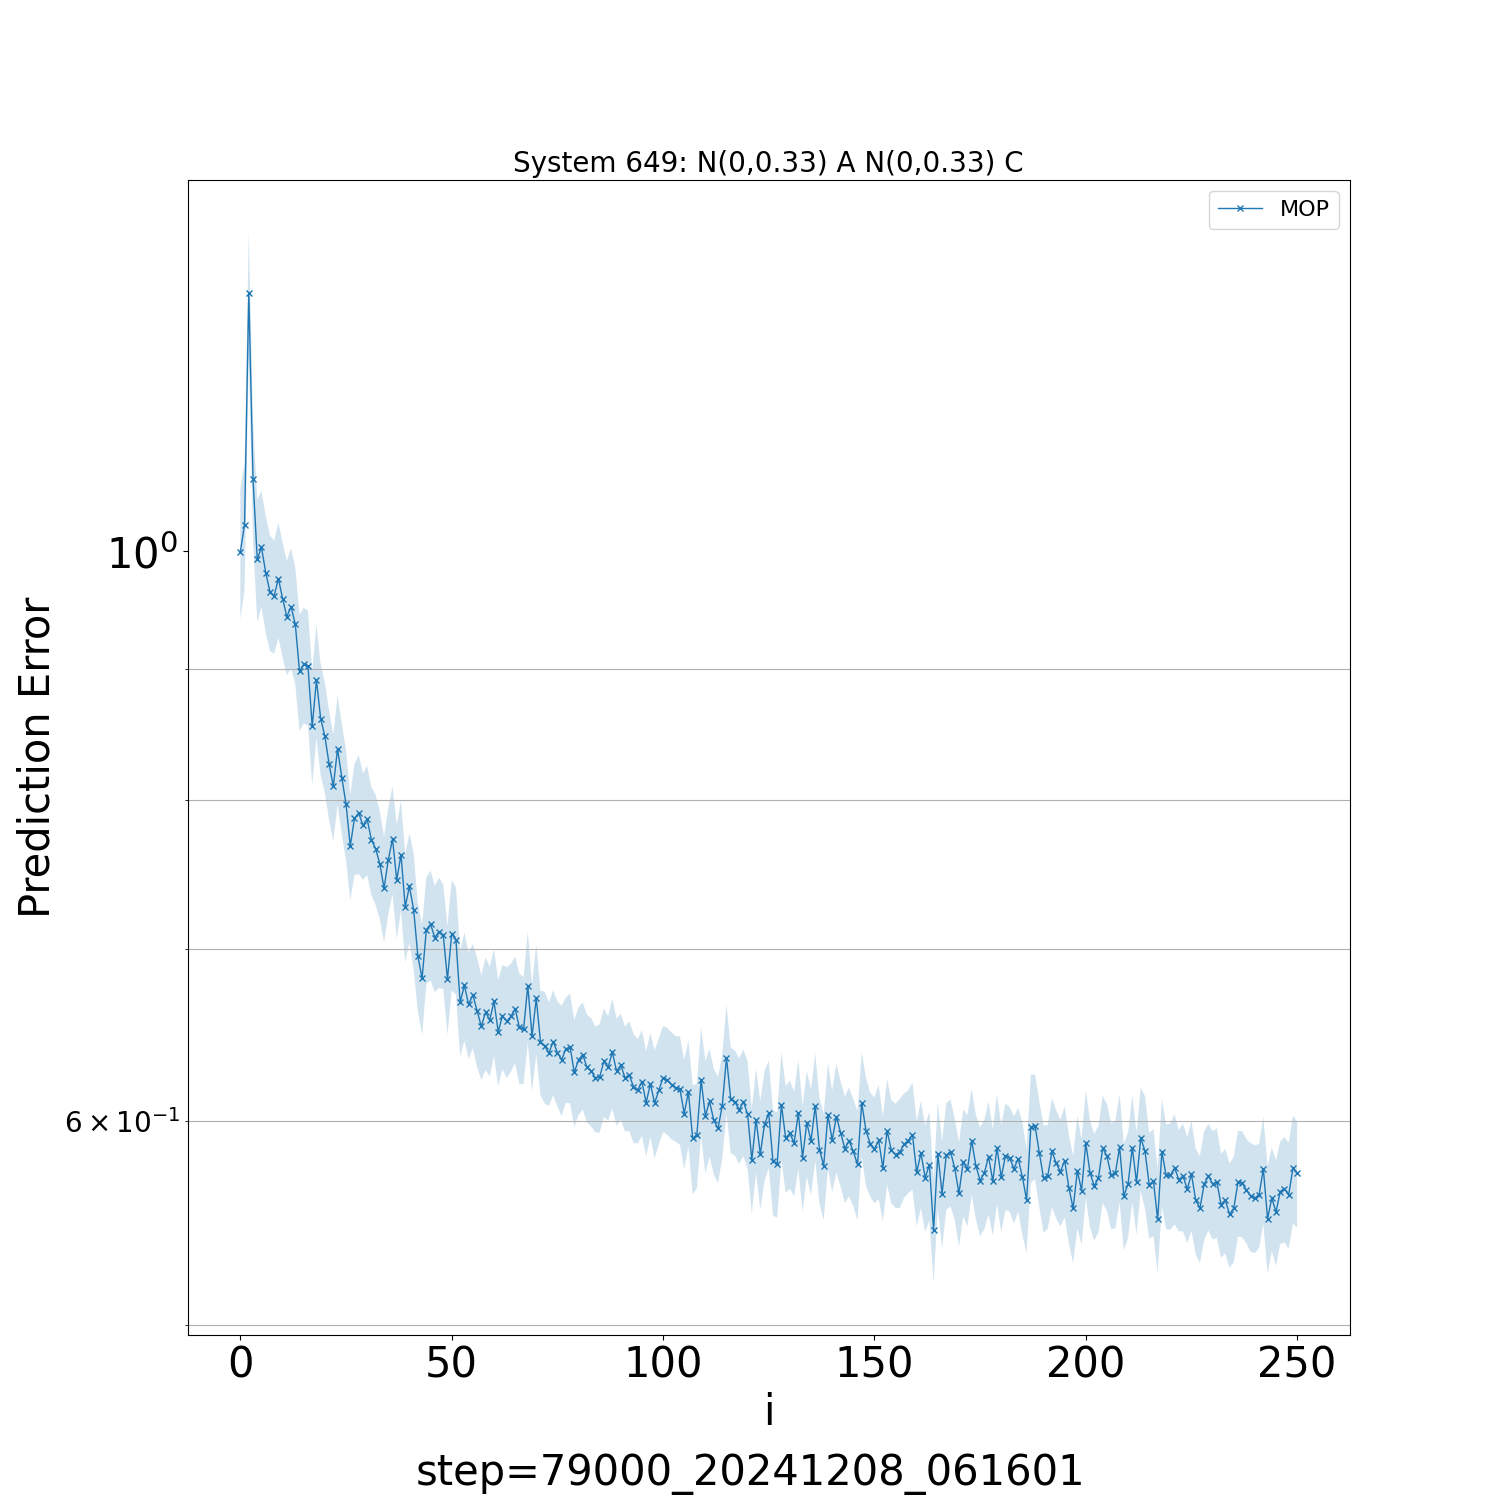 System 649: N(0,0.33) A N(0,0.33) C
MOP
Prediction Error
10⁰
6 × 10⁻¹
0 50 100 150 200 250
i
step=79000_20241208_061601